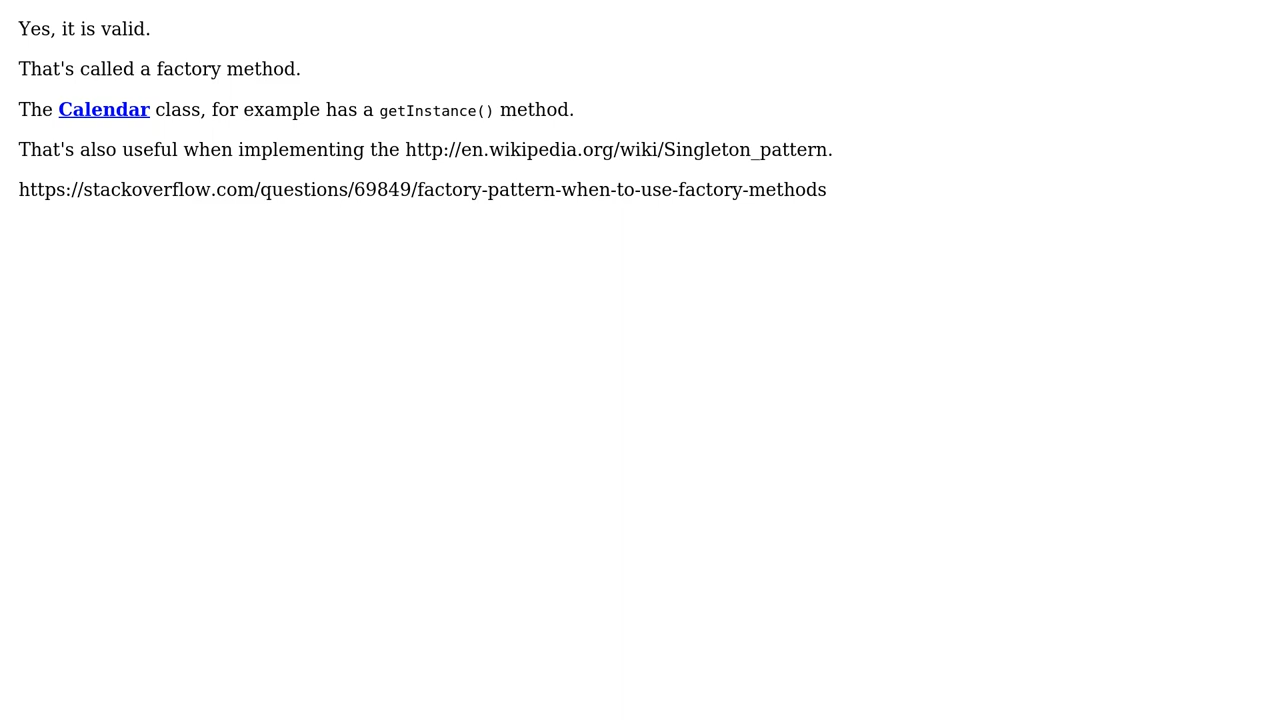 Yes, it is valid.
That's called a factory method.
The Calendar class, for example has a getInstance() method.
That's also useful when implementing the http://en.wikipedia.org/wiki/Singleton_pattern.
https://stackoverflow.com/questions/69849/factory-pattern-when-to-use-factory-methods